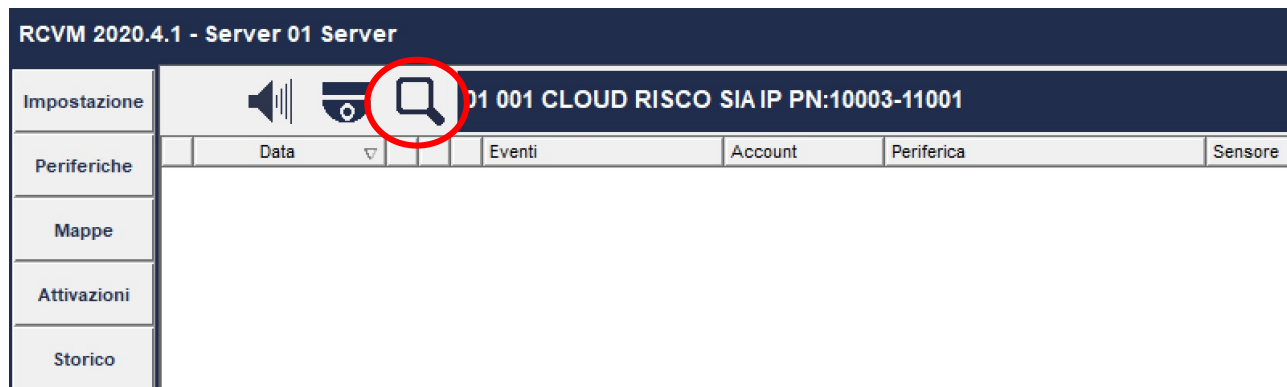 RCVM 2020.4.1 - Server 01 Server
Impostazione
01 001 CLOUD RISCO SIA IP PN:10003-11001
Data Eventi Account Periferica Sensore
Periferiche
Mappe
Attivazioni
Storico